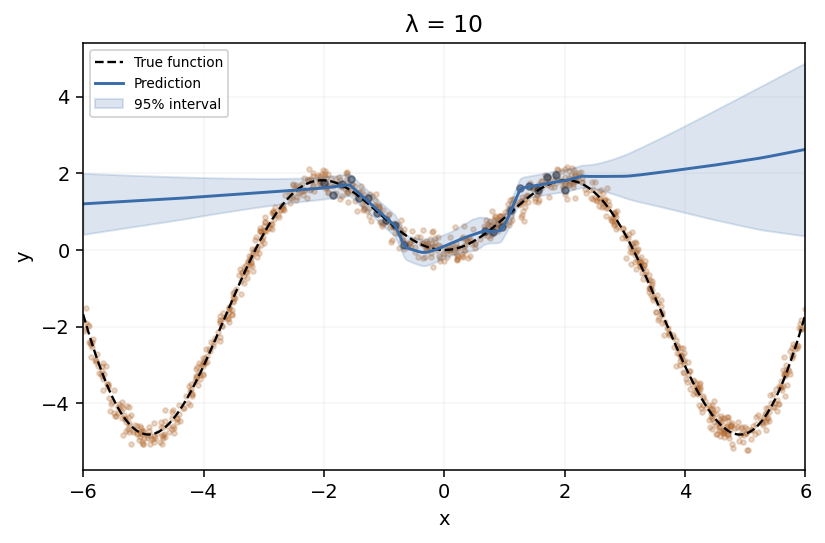 λ = 10
True function
Prediction
95% interval
4
2
0
−2
−4
y
−6
−4
−2
0
2
4
6
x